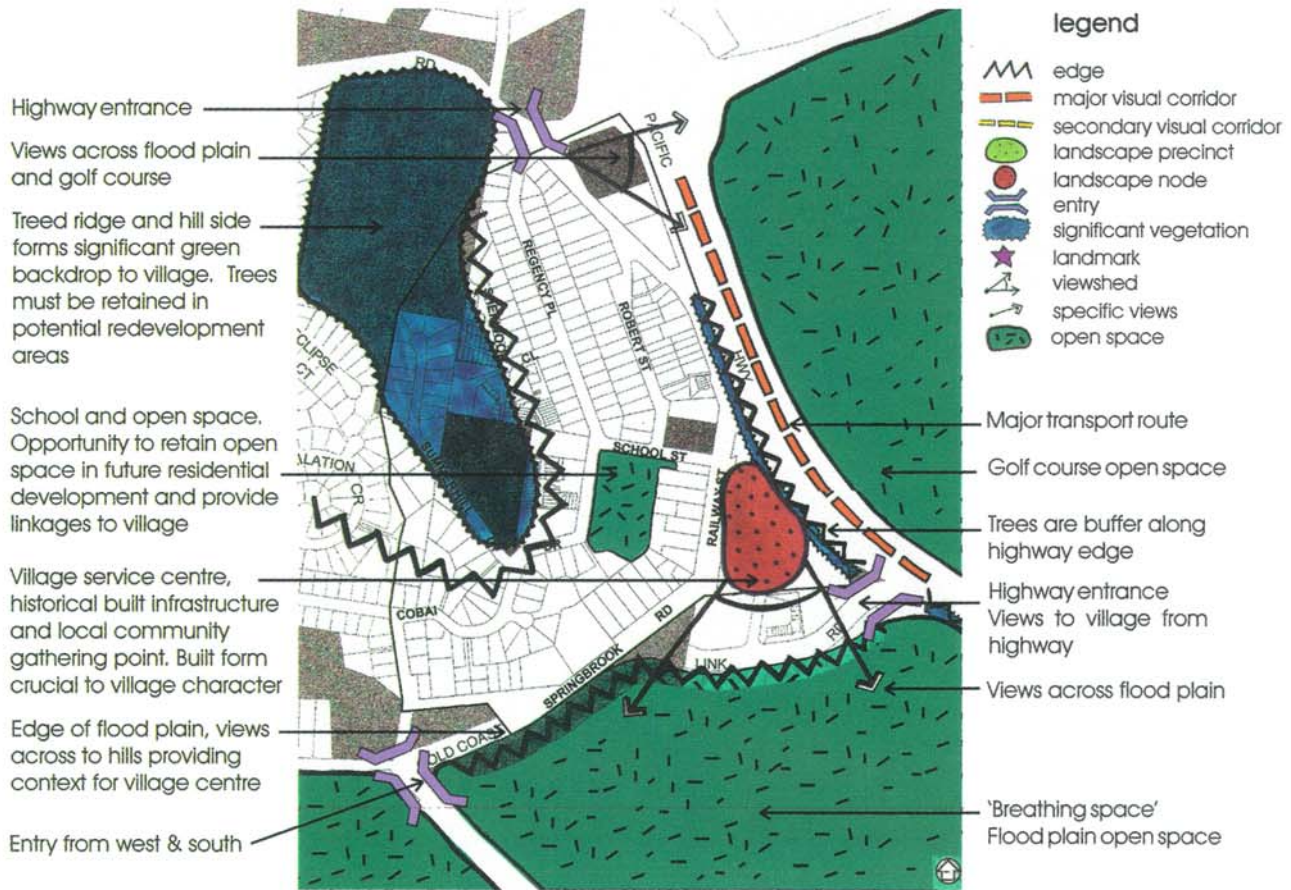 Highway entrance
Views across flood plain
and golf course
Treed ridge and hill side
forms significant green
backdrop to village. Trees
must be retained in
potential redevelopment
areas
School and open space.
Opportunity to retain open
space in future residential
development and provide
linkages to village
Village service centre,
historical built infrastructure
and local community
gathering point. Built form
crucial to village character
Edge of flood plain, views
across to hills providing
context for village centre
Entry from west & south
RD
PACIFIC
HWY
REGENCY PL
ROBERT ST
CL
ECLIPSE
CT
CR
SCHOOL ST
RAILWAY ST
COBAI
SPRINGBROOK
RD
LINK
RD
OLD COAST
legend
edge
major visual corridor
secondary visual corridor
landscape precinct
landscape node
entry
significant vegetation
landmark
viewshed
specific views
open space
Major transport route
Golf course open space
Trees are buffer along
highway edge
Highway entrance
Views to village from
highway
Views across flood plain
'Breathing space'
Flood plain open space